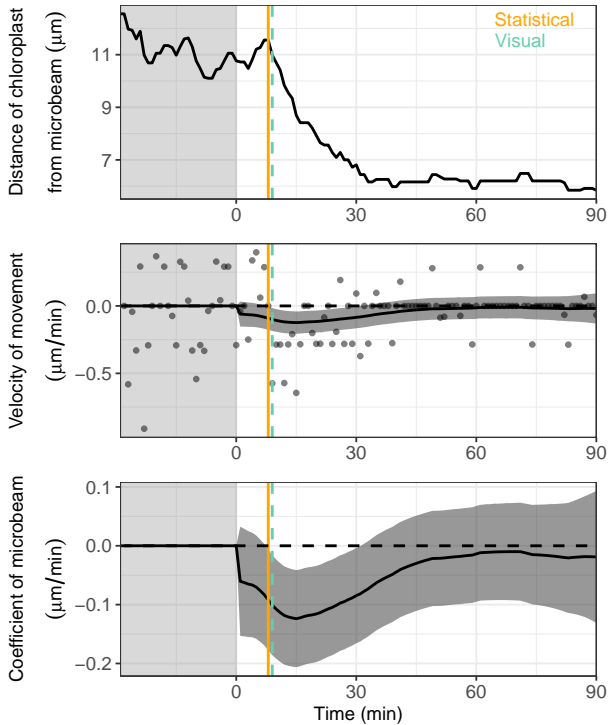 Statistical
Visual
Distance of chloroplast
from microbeam (μm)
11
9
7
0
30
60
90
Velocity of movement
(μm/min)
0.0
−0.5
0
30
60
90
Coefficient of microbeam
(μm/min)
0.1
0.0
−0.1
−0.2
0
30
60
90
Time (min)